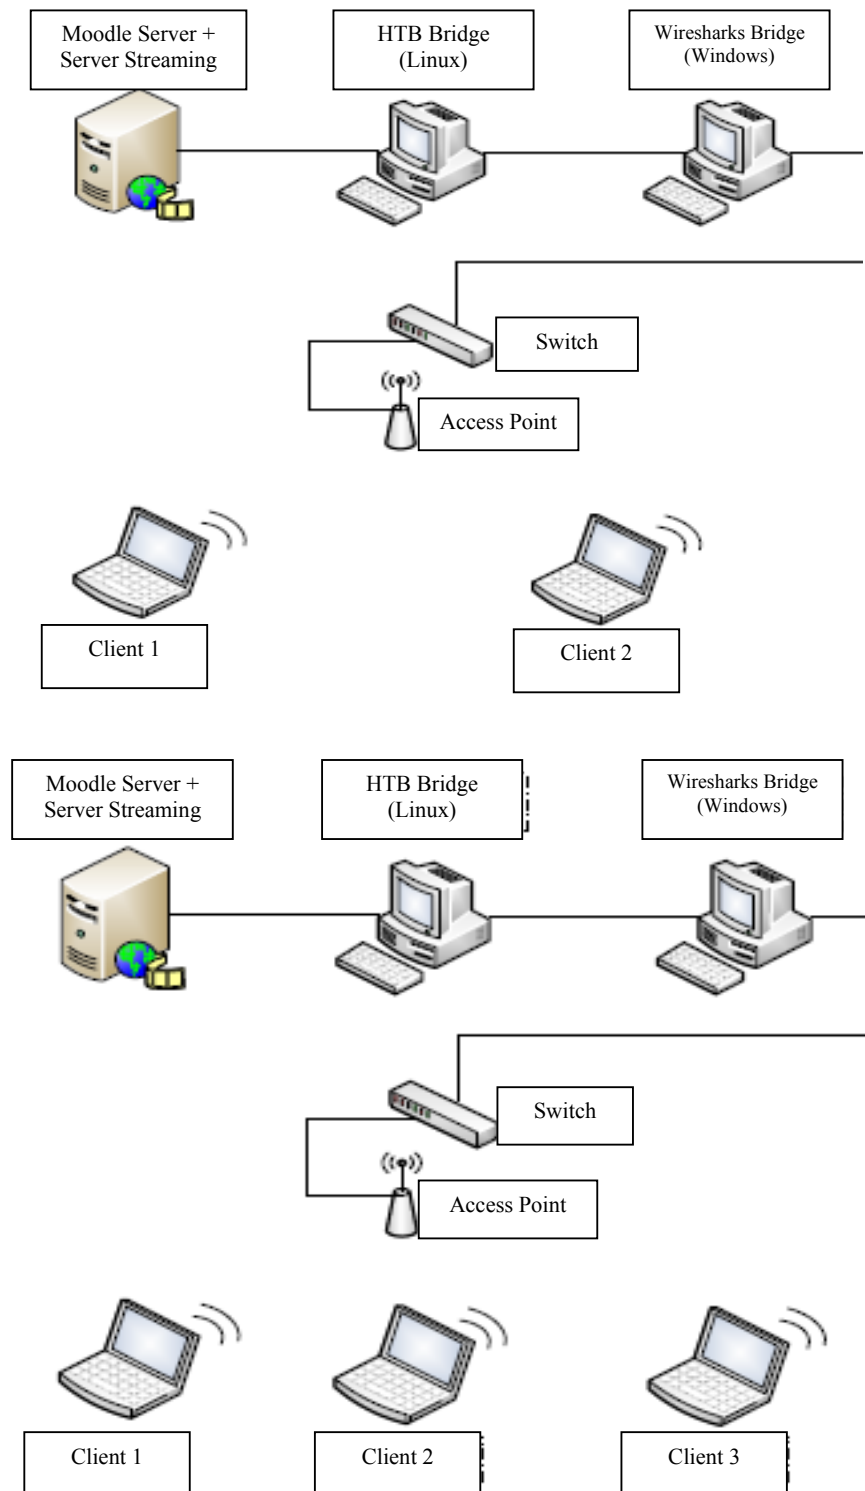 Moodle Server +
Server Streaming
HTB Bridge
(Linux)
Wiresharks Bridge
(Windows)
Switch
Access Point
Client 1
Client 2
Moodle Server +
Server Streaming
HTB Bridge
(Linux)
Wiresharks Bridge
(Windows)
Switch
Access Point
Client 1
Client 2
Client 3